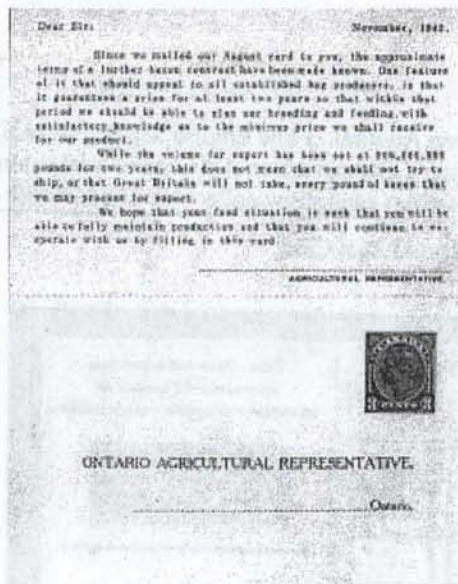 Dear Sir: November, 1943.
Since we mailed our August card to you, the approximate
terms of a further bacon contract have been made known. One feature
of it that should appeal to all established hog producers, is that
it guarantees a price for at least two years so that within that
period we should be able to plan our breeding and feeding, with
satisfactory knowledge as to the minimum price we shall receive
for our product.
While the volume for export has been set at
pounds for two years, this does not mean that we shall not try to
ship, or that Great Britain will not take, every pound of bacon that
we may process for export.
We hope that your feed situation is such that you will be
able to fully maintain production and that you will continue to co-
operate with us by filling in this card.
AGRICULTURAL REPRESENTATIVE.
CANADA
3 CENTS 3
ONTARIO AGRICULTURAL REPRESENTATIVE.
Ontario.